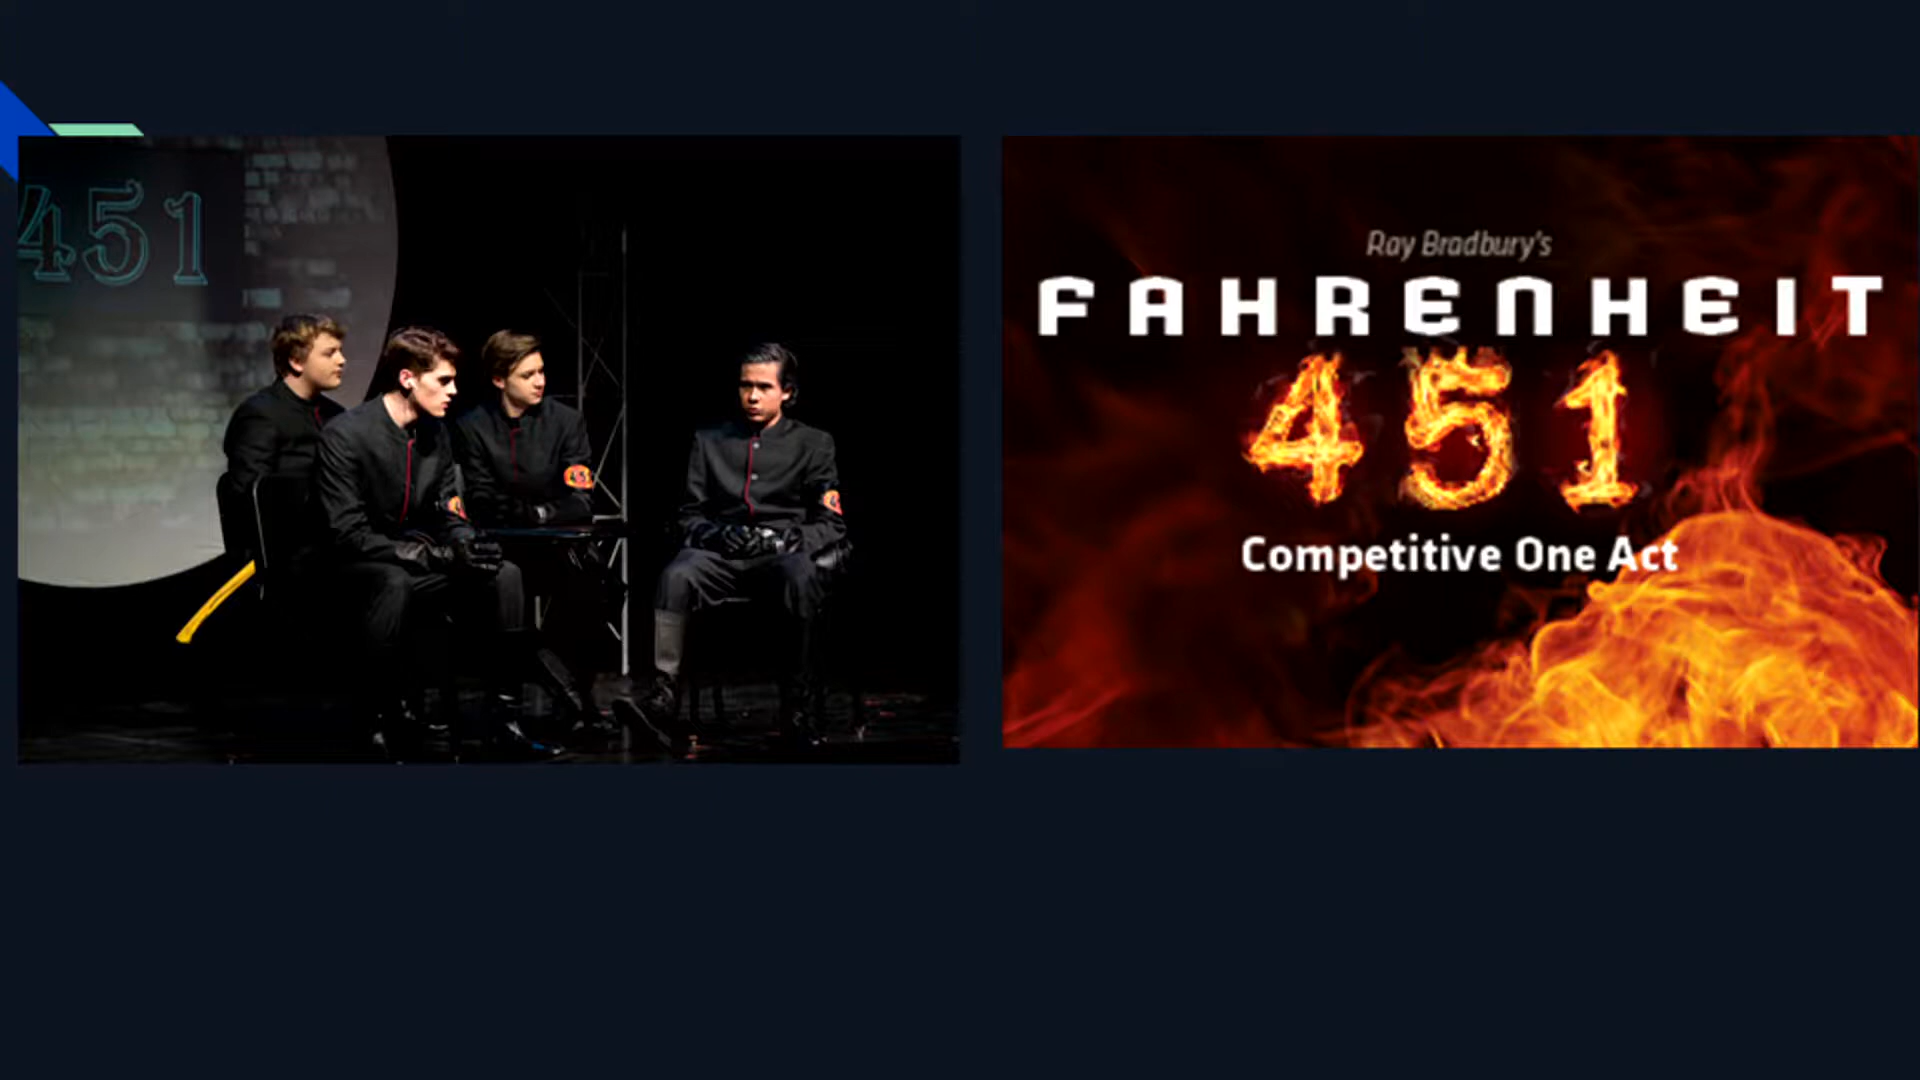 451
Ray Bradbury's
FAHRENHEIT
451
Competitive One Act